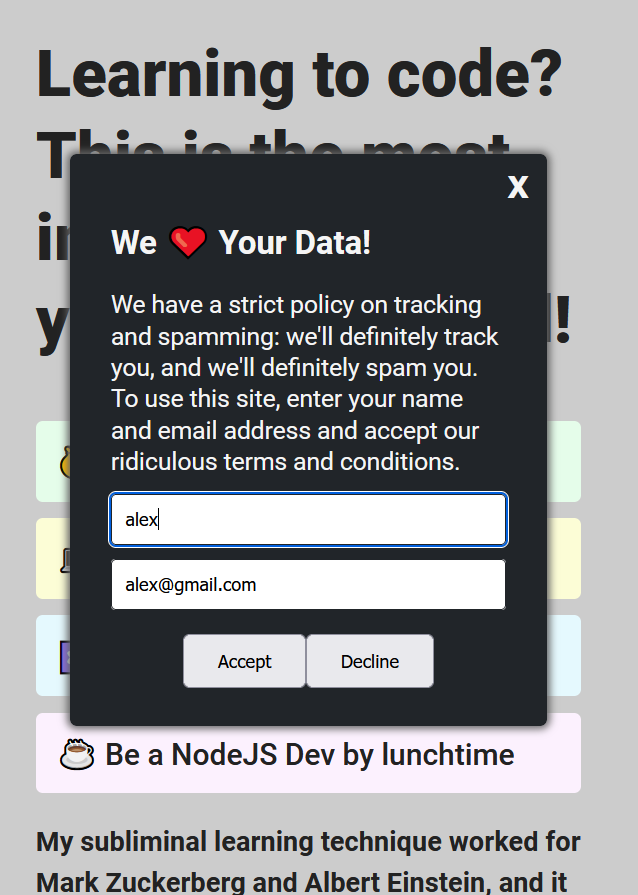 Learning to code?
This is the most
X
We ❤️ Your Data!
We have a strict policy on tracking
and spamming: we'll definitely track
you, and we'll definitely spam you.
To use this site, enter your name
and email address and accept our
ridiculous terms and conditions.
alex
alex@gmail.com
Accept
Decline
☕ Be a NodeJS Dev by lunchtime
My subliminal learning technique worked for
Mark Zuckerberg and Albert Einstein, and it